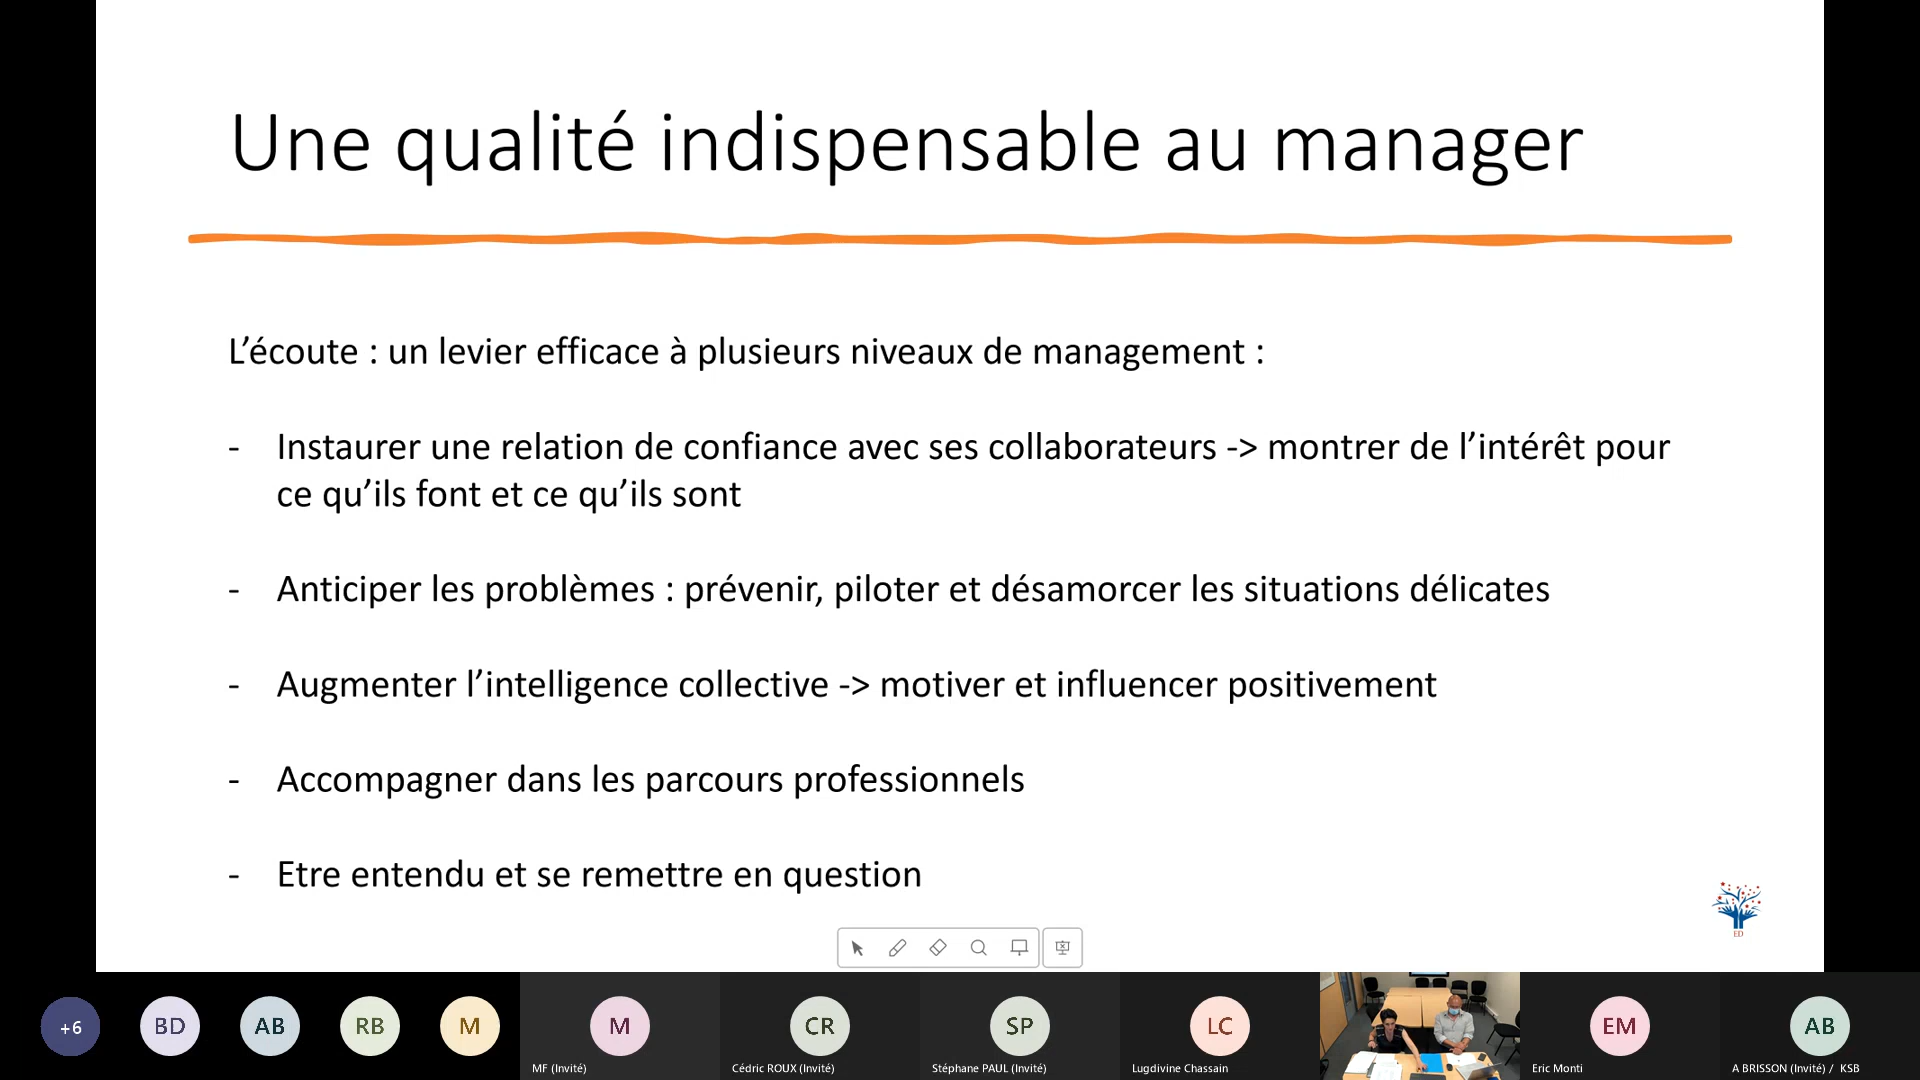 Une qualité indispensable au manager
L’écoute : un levier efficace à plusieurs niveaux de management :
- Instaurer une relation de confiance avec ses collaborateurs -> montrer de l’intérêt pour
ce qu’ils font et ce qu’ils sont
- Anticiper les problèmes : prévenir, piloter et désamorcer les situations délicates
- Augmenter l’intelligence collective -> motiver et influencer positivement
- Accompagner dans les parcours professionnels
- Etre entendu et se remettre en question
ED
+6 BD AB RB M M CR SP LC EM AB
MF (Invité) Cédric ROUX (Invité) Stéphane PAUL (Invité) Lugdivine Chassain Eric Monti A BRISSON (Invité) / KSB